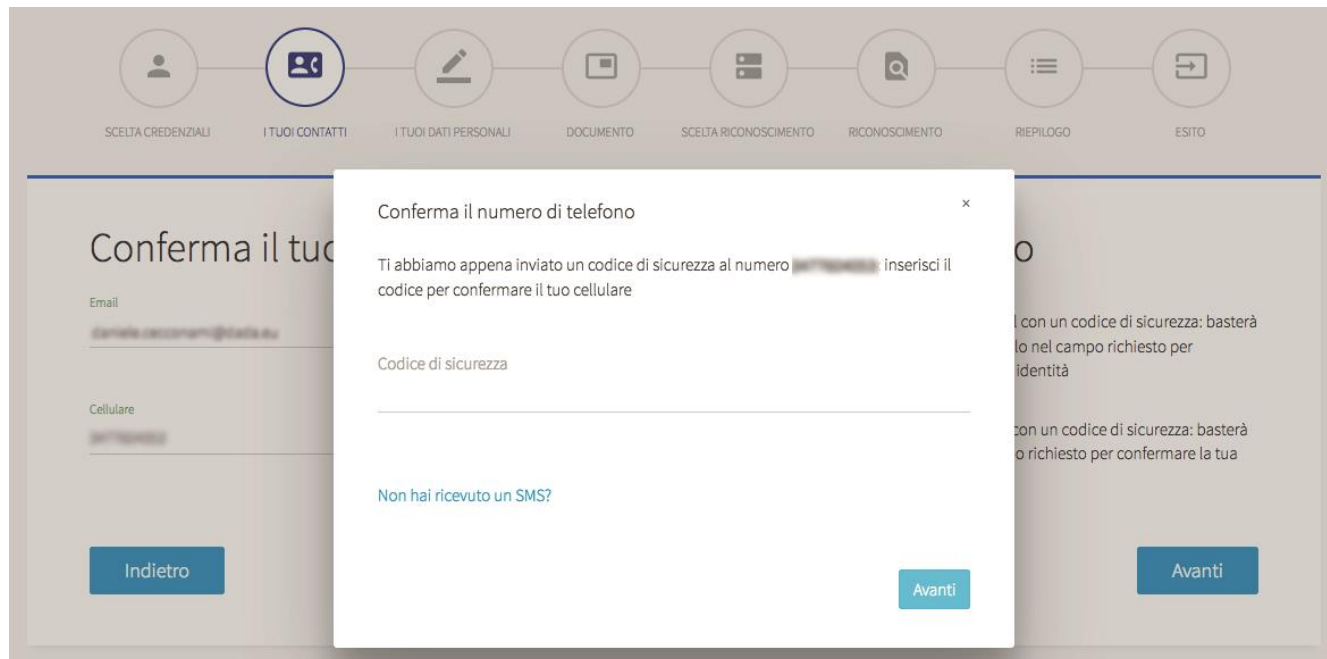 SCELTA CREDENZIALI
I TUOI CONTATTI
I TUOI DATI PERSONALI
DOCUMENTO
SCELTA RICONOSCIMENTO
RICONOSCIMENTO
RIEPILOGO
ESITO
Conferma il tuo
o
Email
Cellulare
l con un codice di sicurezza: basterà
lo nel campo richiesto per
identità
con un codice di sicurezza: basterà
o richiesto per confermare la tua
Indietro
Avanti
Conferma il numero di telefono
×
Ti abbiamo appena inviato un codice di sicurezza al numero : inserisci il
codice per confermare il tuo cellulare
Codice di sicurezza
Non hai ricevuto un SMS?
Avanti